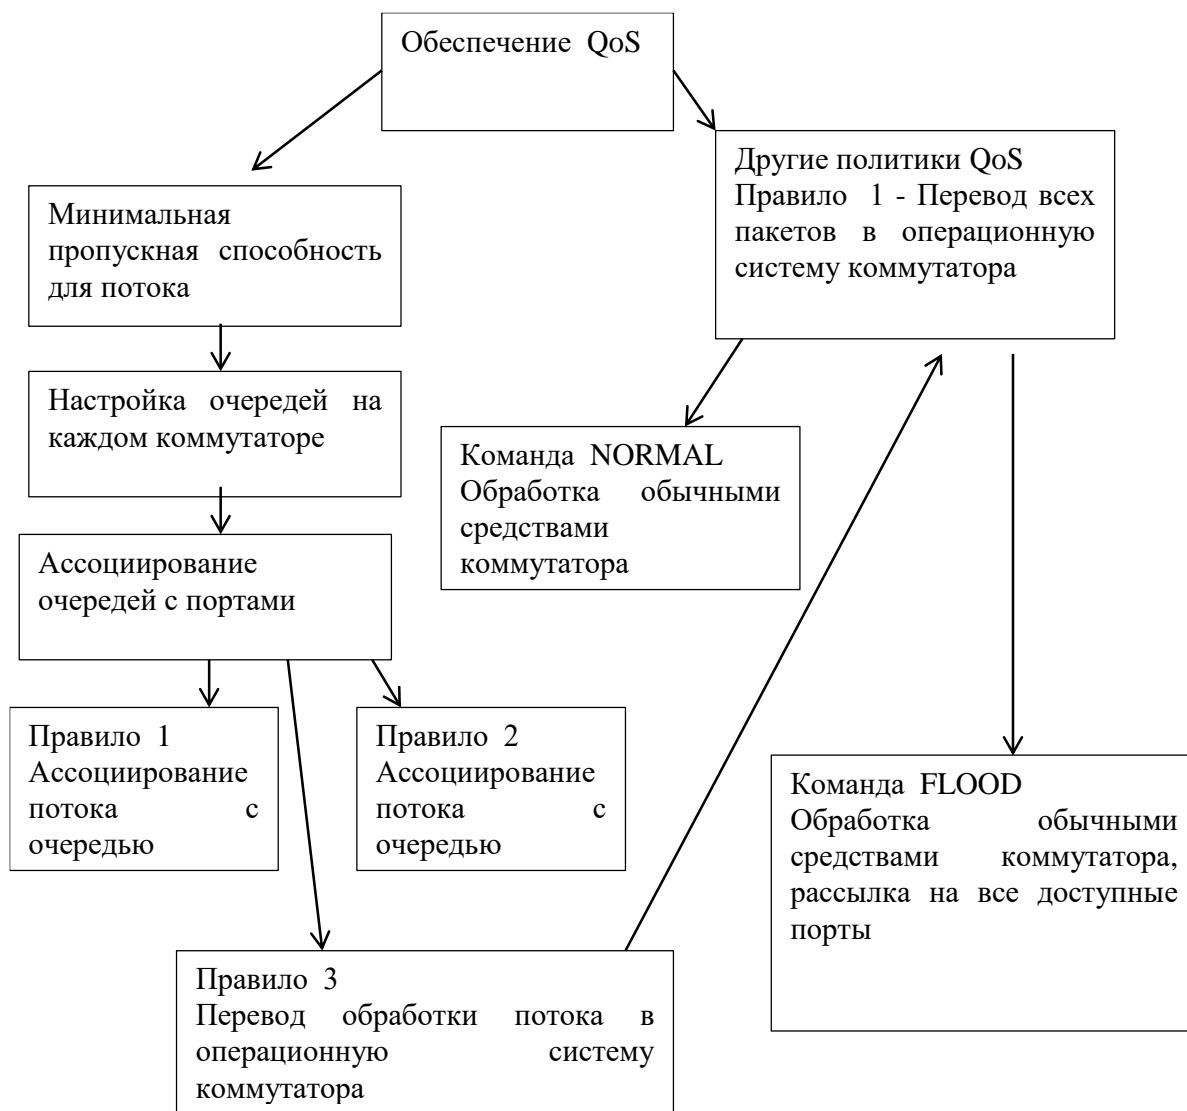 Обеспечение QoS
Другие политики QoS
Правило 1 - Перевод всех
пакетов в операционную
систему коммутатора
Минимальная
пропускная способность
для потока
Настройка очередей на
каждом коммутаторе
Команда NORMAL
Обработка обычными
средствами
коммутатора
Ассоциирование
очередей с портами
Правило 1
Ассоциирование
потока с
очередью
Правило 2
Ассоциирование
потока с
очередью
Команда FLOOD
Обработка обычными
средствами коммутатора,
рассылка на все доступные
порты
Правило 3
Перевод обработки потока в
операционную систему
коммутатора